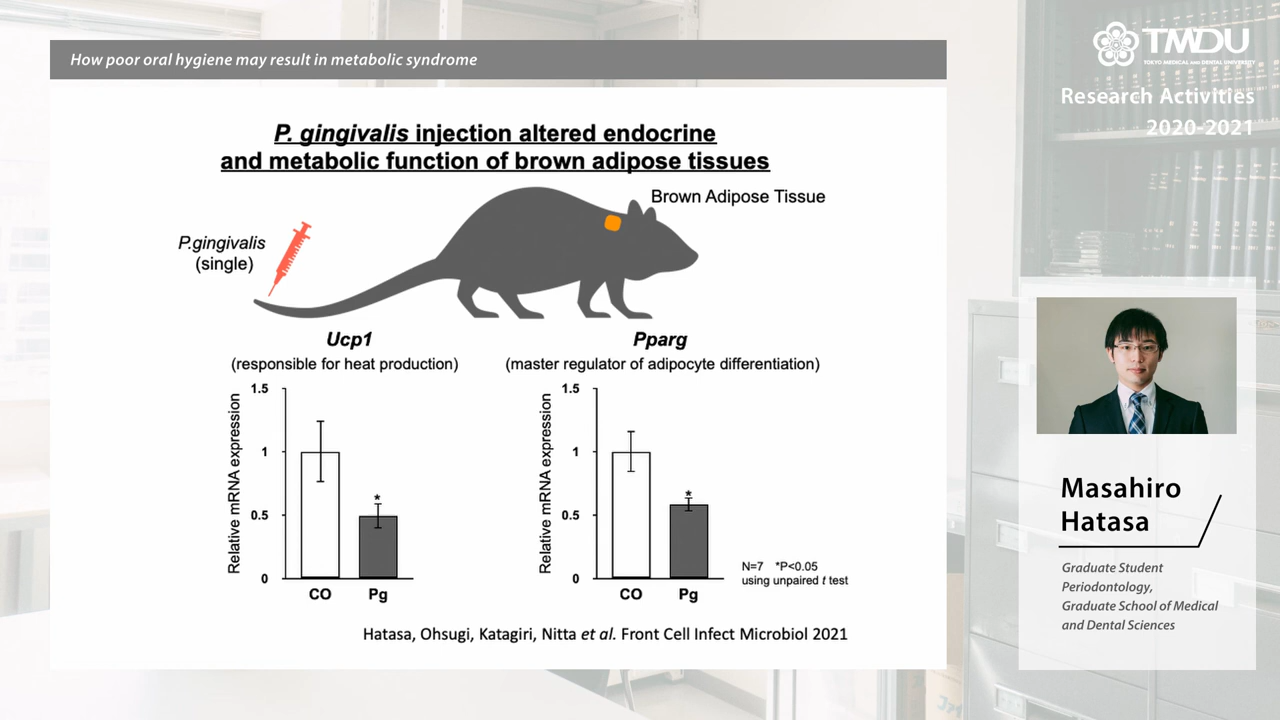 How poor oral hygiene may result in metabolic syndrome
TMDU
TOKYO MEDICAL AND DENTAL UNIVERSITY
Research Activities
2020-2021
P. gingivalis injection altered endocrine
and metabolic function of brown adipose tissues
Brown Adipose Tissue
P.gingivalis
(single)
Ucp1
(responsible for heat production)
Relative mRNA expression
1.5
1
0.5
0
*
CO
Pg
Pparg
(master regulator of adipocyte differentiation)
Relative mRNA expression
1.5
1
0.5
0
*
CO
Pg
N=7 *P<0.05
using unpaired t test
Hatasa, Ohsugi, Katagiri, Nitta et al. Front Cell Infect Microbiol 2021
Masahiro
Hatasa
Graduate Student
Periodontology,
Graduate School of Medical
and Dental Sciences